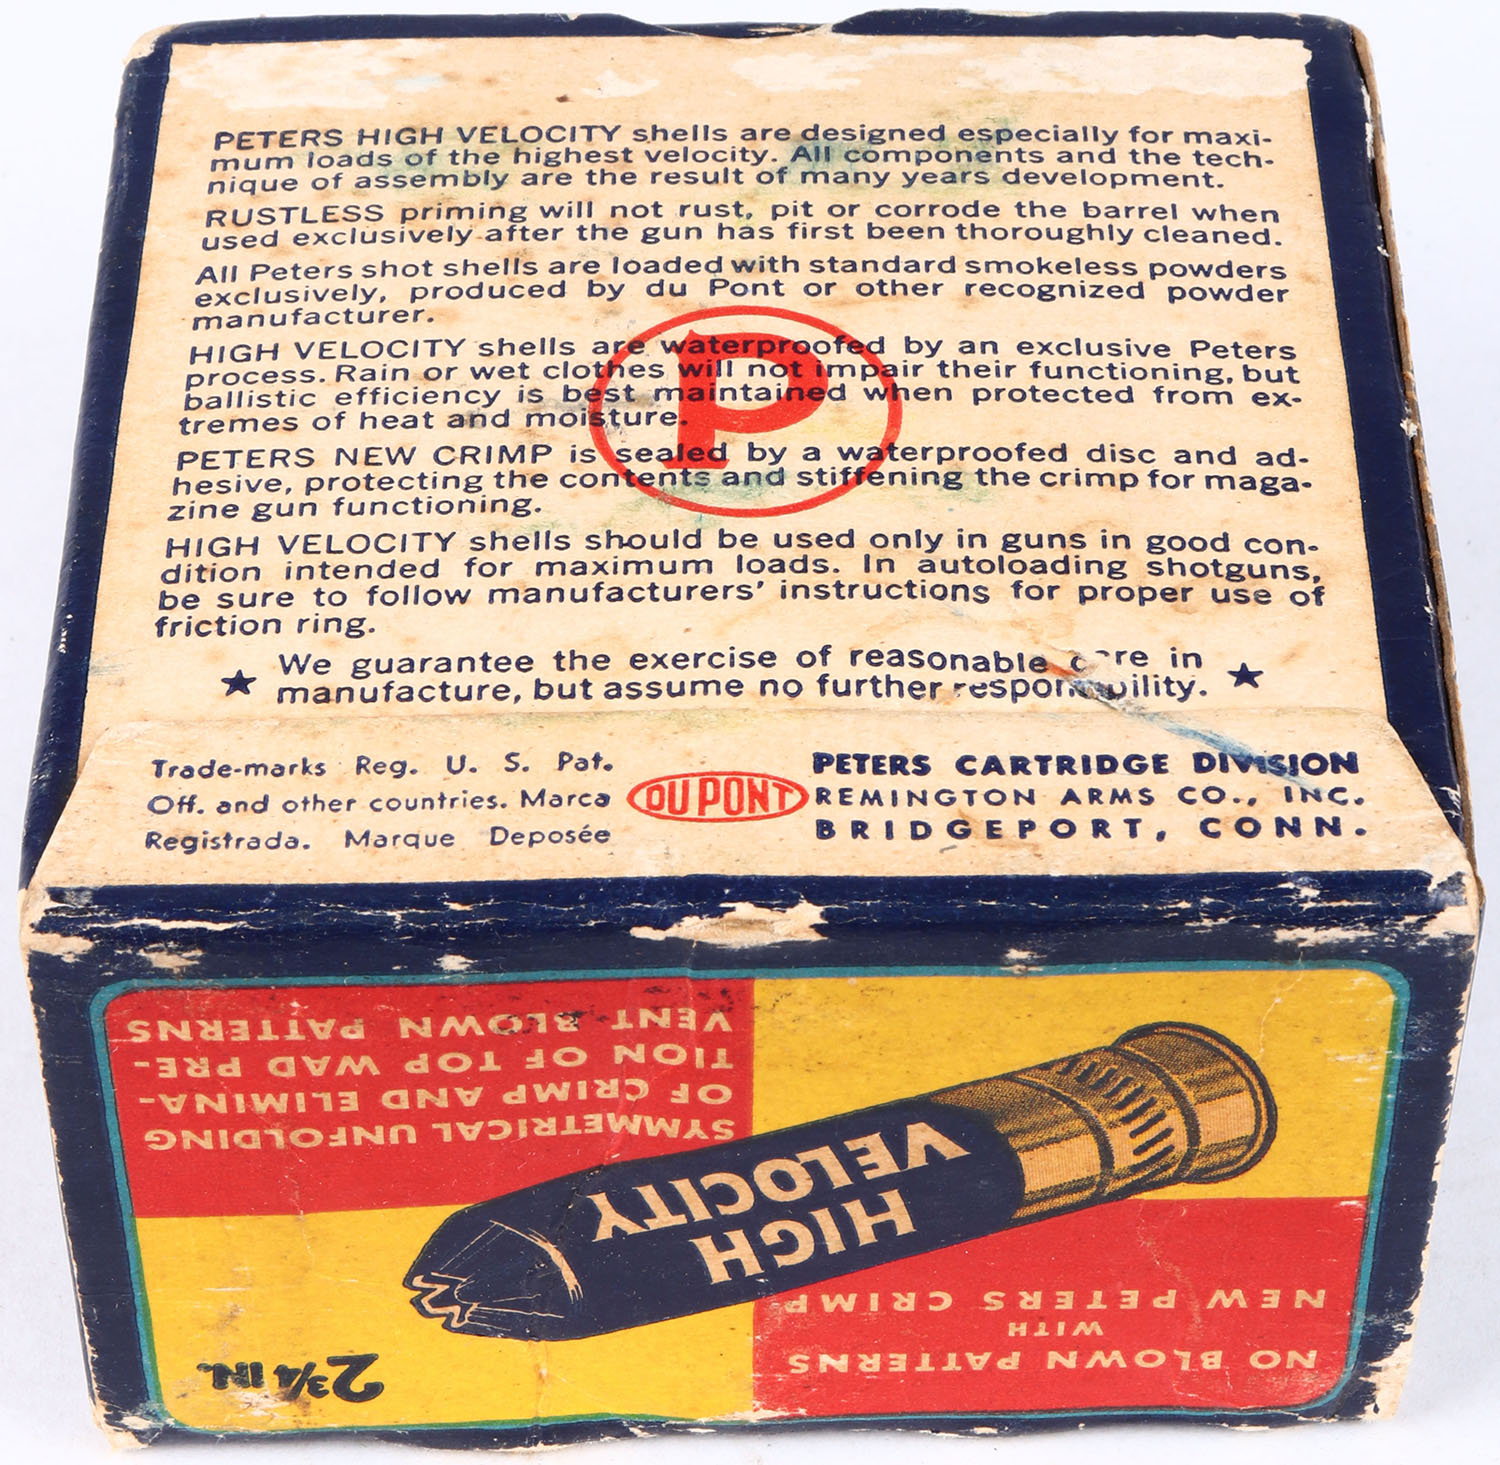 PETERS HIGH VELOCITY shells are designed especially for maxi-
mum loads of the highest velocity. All components and the tech-
nique of assembly are the result of many years development.
RUSTLESS priming will not rust, pit or corrode the barrel when
used exclusively after the gun has first been thoroughly cleaned.
All Peters shot shells are loaded with standard smokeless powders
exclusively, produced by du Pont or other recognized powder
manufacturer.
P
HIGH VELOCITY shells are waterproofed by an exclusive Peters
process. Rain or wet clothes will not impair their functioning, but
ballistic efficiency is best maintained when protected from ex-
tremes of heat and moisture.
PETERS NEW CRIMP is sealed by a waterproofed disc and ad-
hesive, protecting the contents and stiffening the crimp for maga-
zine gun functioning.
HIGH VELOCITY shells should be used only in guns in good con-
dition intended for maximum loads. In autoloading shotguns,
be sure to follow manufacturers' instructions for proper use of
friction ring.
We guarantee the exercise of reasonable care in
manufacture, but assume no further responsibility.
Trade-marks Reg. U. S. Pat.
Off. and other countries. Marca
Registrada. Marque Deposée
DU PONT
PETERS CARTRIDGE DIVISION
REMINGTON ARMS CO., INC.
BRIDGEPORT, CONN.
NO BLOWN PATTERNS
WITH
NEW PETERS CRIMP
2 3/4 IN.
HIGH
VELOCITY
SYMMETRICAL UNFOLDING
OF CRIMP AND ELIMINA-
TION OF TOP WAD PRE-
VENT BLOWN PATTERNS